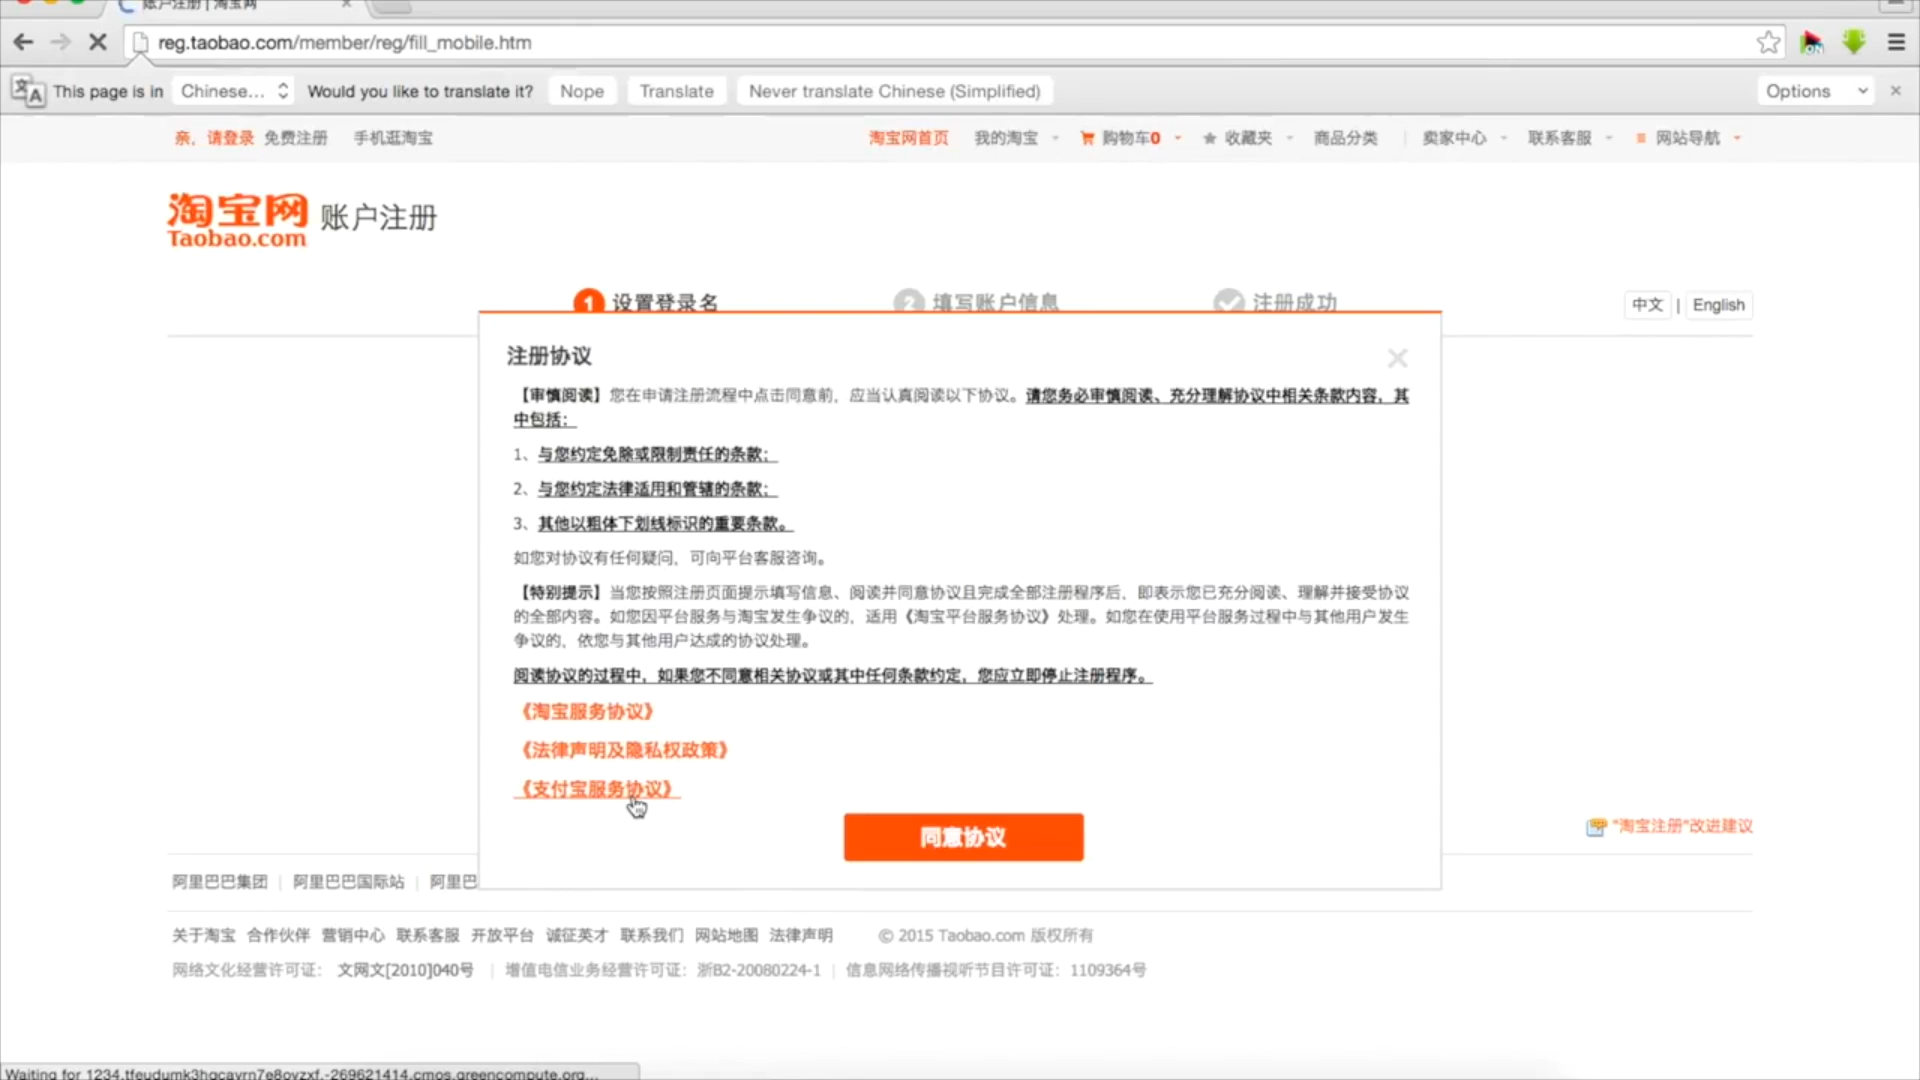 账户注册 | 淘宝网
reg.taobao.com/member/reg/fill_mobile.htm
This page is in Chinese... Would you like to translate it? Nope Translate Never translate Chinese (Simplified) Options
亲，请登录 免费注册 手机逛淘宝 淘宝网首页 我的淘宝 购物车0 收藏夹 商品分类 卖家中心 联系客服 网站导航
淘宝网 账户注册
Taobao.com
1 设置登录名 2 填写账户信息 注册成功 中文 | English
注册协议
【审慎阅读】您在申请注册流程中点击同意前，应当认真阅读以下协议。请您务必审慎阅读、充分理解协议中相关条款内容，其
中包括：
1、与您约定免除或限制责任的条款；
2、与您约定法律适用和管辖的条款；
3、其他以粗体下划线标识的重要条款。
如您对协议有任何疑问，可向平台客服咨询。
【特别提示】当您按照注册页面提示填写信息、阅读并同意协议且完成全部注册程序后，即表示您已充分阅读、理解并接受协议
的全部内容。如您因平台服务与淘宝发生争议的，适用《淘宝平台服务协议》处理。如您在使用平台服务过程中与其他用户发生
争议的，依您与其他用户达成的协议处理。
阅读协议的过程中，如果您不同意相关协议或其中任何条款约定，您应立即停止注册程序。
《淘宝服务协议》
《法律声明及隐私权政策》
《支付宝服务协议》
同意协议
"淘宝注册"改进建议
阿里巴巴集团 | 阿里巴巴国际站 | 阿里巴
关于淘宝 合作伙伴 营销中心 联系客服 开放平台 诚征英才 联系我们 网站地图 法律声明 © 2015 Taobao.com 版权所有
网络文化经营许可证：文网文[2010]040号 | 增值电信业务经营许可证：浙B2-20080224-1 | 信息网络传播视听节目许可证：1109364号